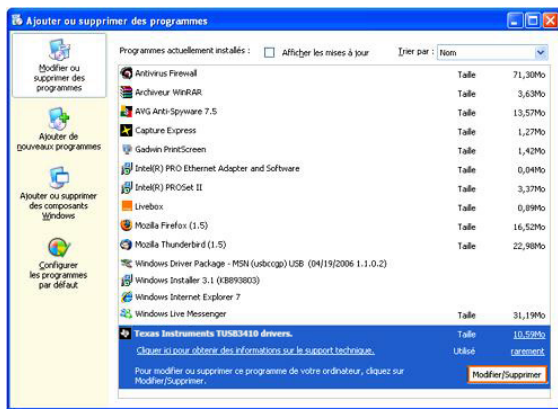 Ajouter ou supprimer des programmes
Modifier ou
supprimer des
programmes
Ajouter de
nouveaux programmes
Ajouter ou supprimer
des composants
Windows
Configurer
les programmes
par défaut
Programmes actuellement installés : Afficher les mises à jour Trier par : Nom
Antivirus Firewall Taille 71,30Mo
Archiveur WinRAR Taille 3,63Mo
AVG Anti-Spyware 7.5 Taille 13,57Mo
Capture Express Taille 1,27Mo
Gadwin PrintScreen Taille 1,42Mo
Intel(R) PRO Ethernet Adapter and Software Taille 0,04Mo
Intel(R) PROSet II Taille 3,37Mo
Livebox Taille 0,89Mo
Mozilla Firefox (1.5) Taille 16,52Mo
Mozilla Thunderbird (1.5) Taille 22,98Mo
Windows Driver Package - MSN (usbccgp) USB (04/19/2006 1.1.0.2)
Windows Installer 3.1 (KB893803)
Windows Internet Explorer 7
Windows Live Messenger Taille 31,19Mo
Texas Instruments TUSB3410 drivers. Taille 10,59Mo
Cliquer ici pour obtenir des informations sur le support technique. Utilisé rarement
Pour modifier ou supprimer ce programme de votre ordinateur, cliquez sur
Modifier/Supprimer. Modifier/Supprimer